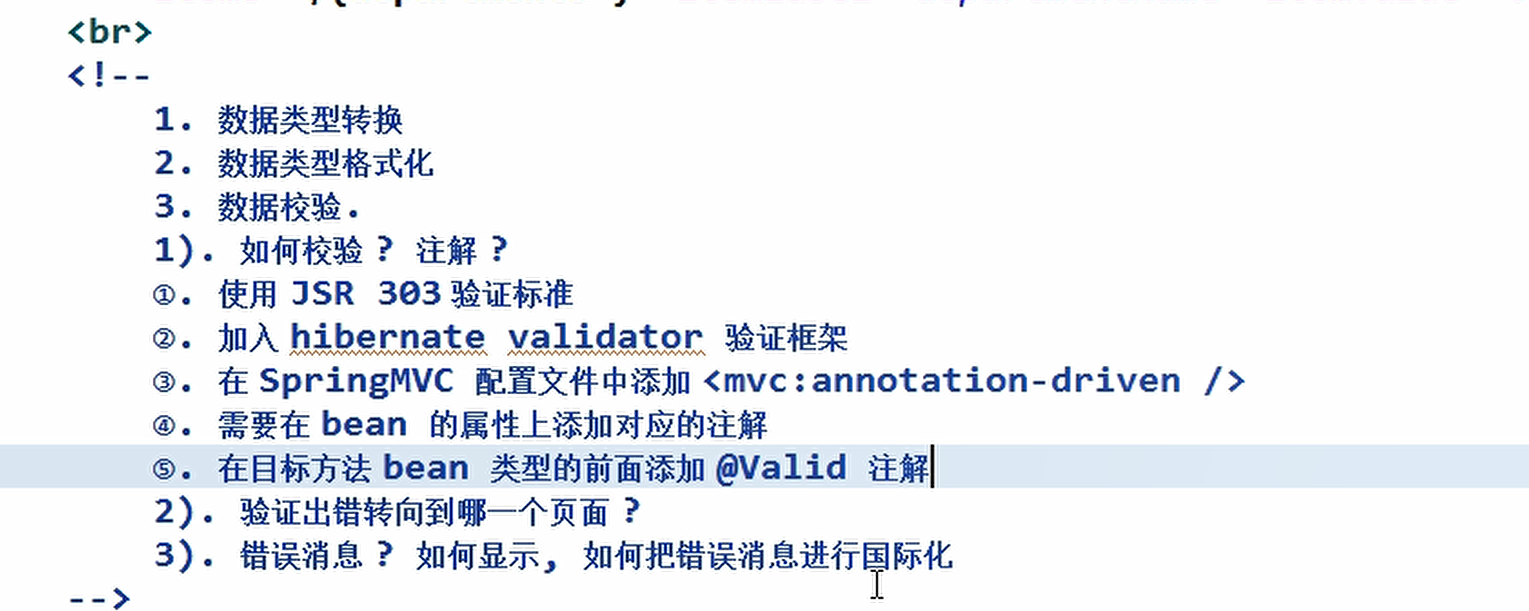 <br>
<!--
1. 数据类型转换
2. 数据类型格式化
3. 数据校验.
1). 如何校验 ? 注解 ?
①. 使用 JSR 303 验证标准
②. 加入 hibernate validator 验证框架
③. 在 SpringMVC 配置文件中添加 <mvc:annotation-driven />
④. 需要在 bean 的属性上添加对应的注解
⑤. 在目标方法 bean 类型的前面添加 @Valid 注解
2). 验证出错转向到哪一个页面 ?
3). 错误消息 ? 如何显示, 如何把错误消息进行国际化
-->